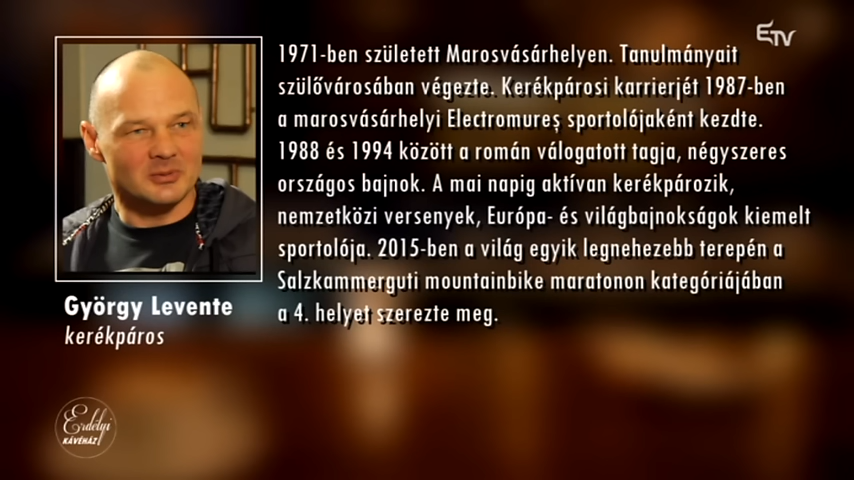 ETV
1971-ben született Marosvásárhelyen. Tanulmányait
szülővárosában végezte. Kerékpárosi karrierjét 1987-ben
a marosvásárhelyi Electromureș sportolójaként kezdte.
1988 és 1994 között a román válogatott tagja, négyszeres
országos bajnok. A mai napig aktívan kerékpározik,
nemzetközi versenyek, Európa- és világbajnokságok kiemelt
sportolója. 2015-ben a világ egyik legnehezebb terepén a
Salzkammerguti mountainbike maratonon kategóriájában
a 4. helyet szerezte meg.
György Levente
kerékpáros
Erdélyi
KÁVÉHÁZ